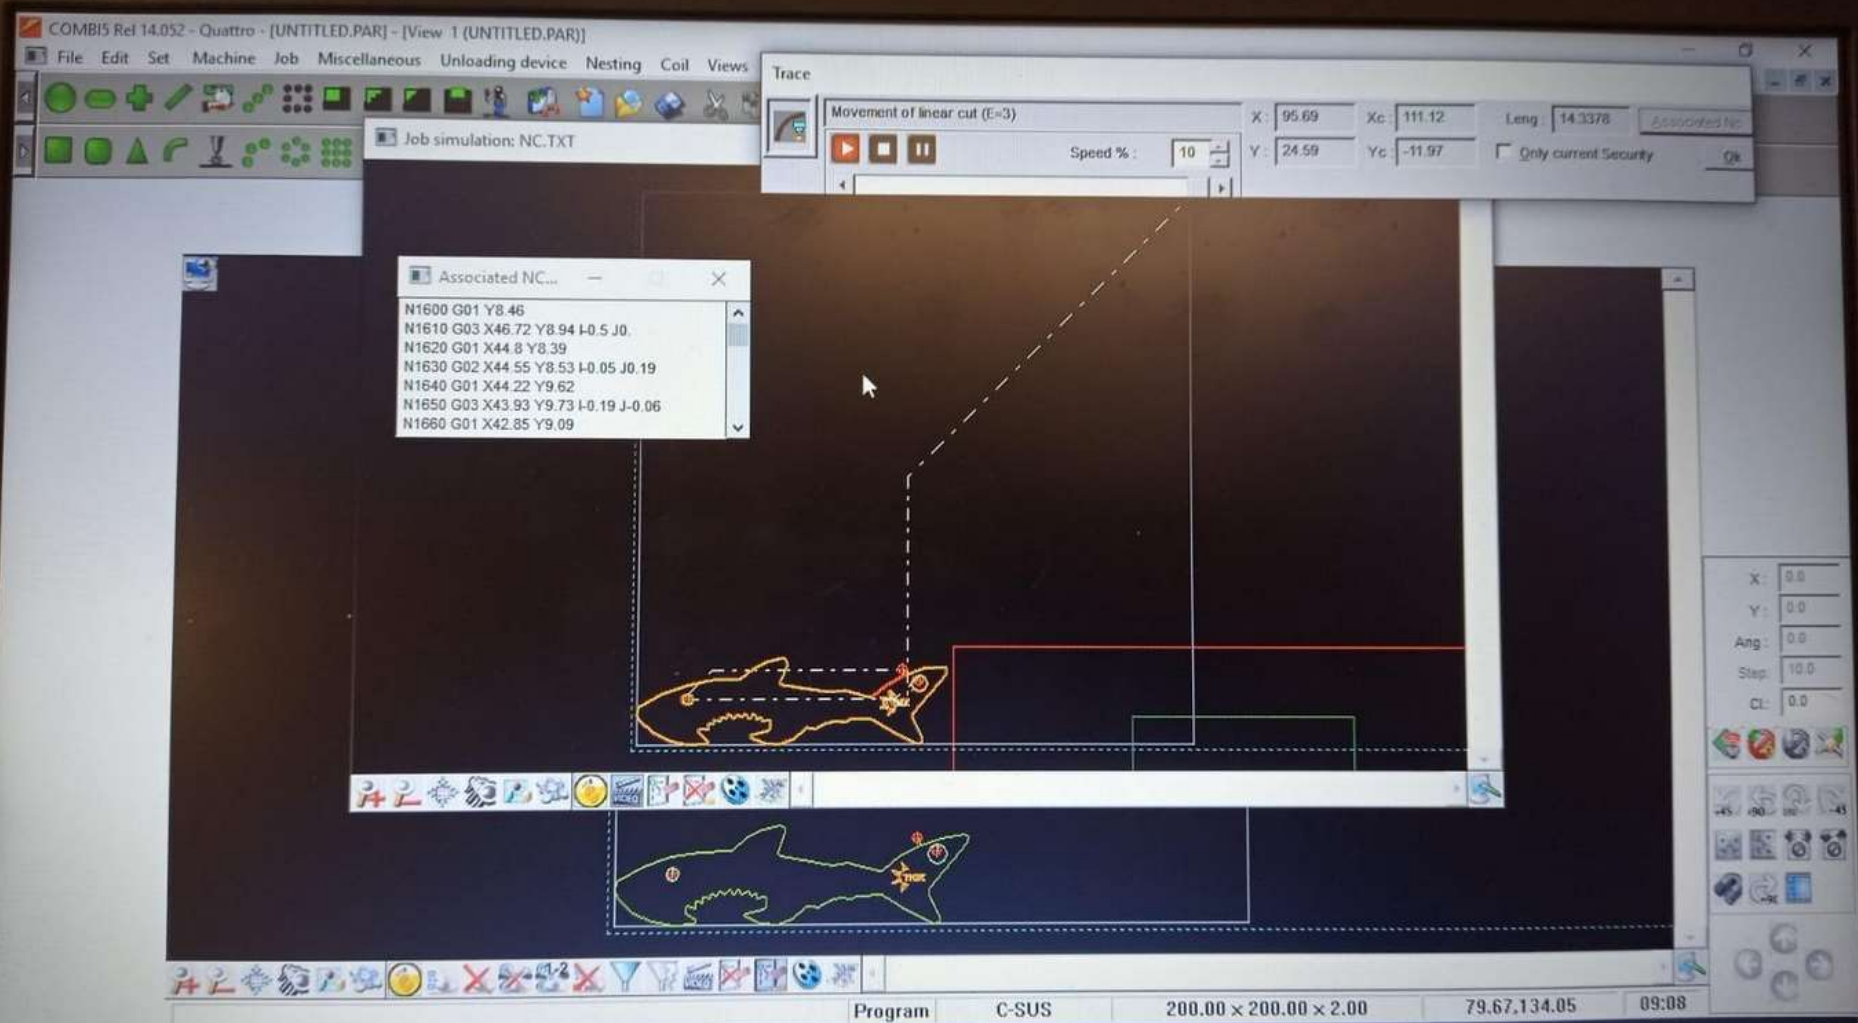 COMBI5 Rel 14.052 - Quattro - [UNTITLED.PAR] - [View 1 (UNTITLED.PAR)]
File Edit Set Machine Job Miscellaneous Unloading device Nesting Coil Views
Trace
Movement of linear cut (E=3)
X: 95.69 Xc: 111.12 Leng: 14.3378 Associated Nc
Speed %: 10
Y: 24.59 Yc: -11.97 Only current Security Ok
Job simulation: NC.TXT
Associated NC...
N1600 G01 Y8.46
N1610 G03 X46.72 Y8.94 I-0.5 J0.
N1620 G01 X44.8 Y8.39
N1630 G02 X44.55 Y8.53 I-0.05 J0.19
N1640 G01 X44.22 Y9.62
N1650 G03 X43.93 Y9.73 I-0.19 J-0.06
N1660 G01 X42.85 Y9.09
X: 0.0
Y: 0.0
Ang: 0.0
Step: 10.0
CL: 0.0
Program C-SUS 200.00 x 200.00 x 2.00 79.67,134.05 09:08